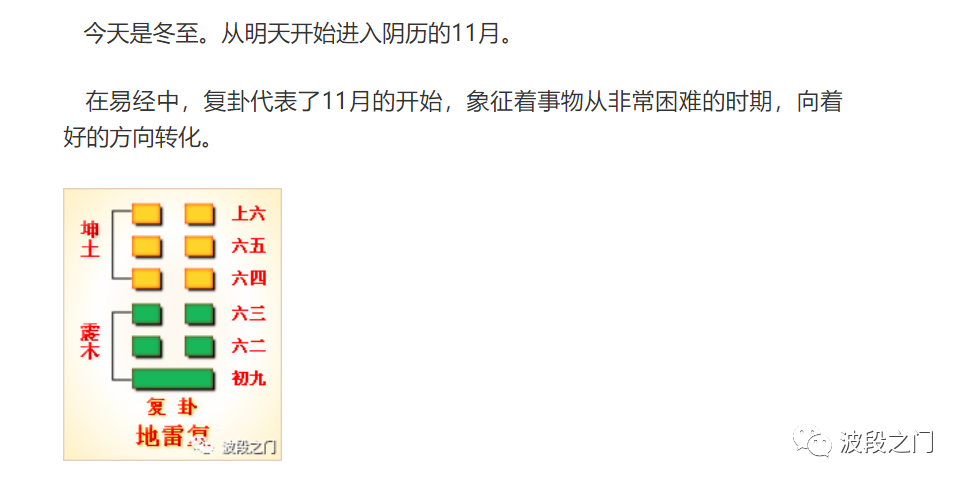 今天是冬至。从明天开始进入阴历的11月。
在易经中，复卦代表了11月的开始，象征着事物从非常困难的时期，向着
好的方向转化。
上六
坤土
六五
六四
六三
震木
六二
初九
复卦
地雷复
波段之门
波段之门